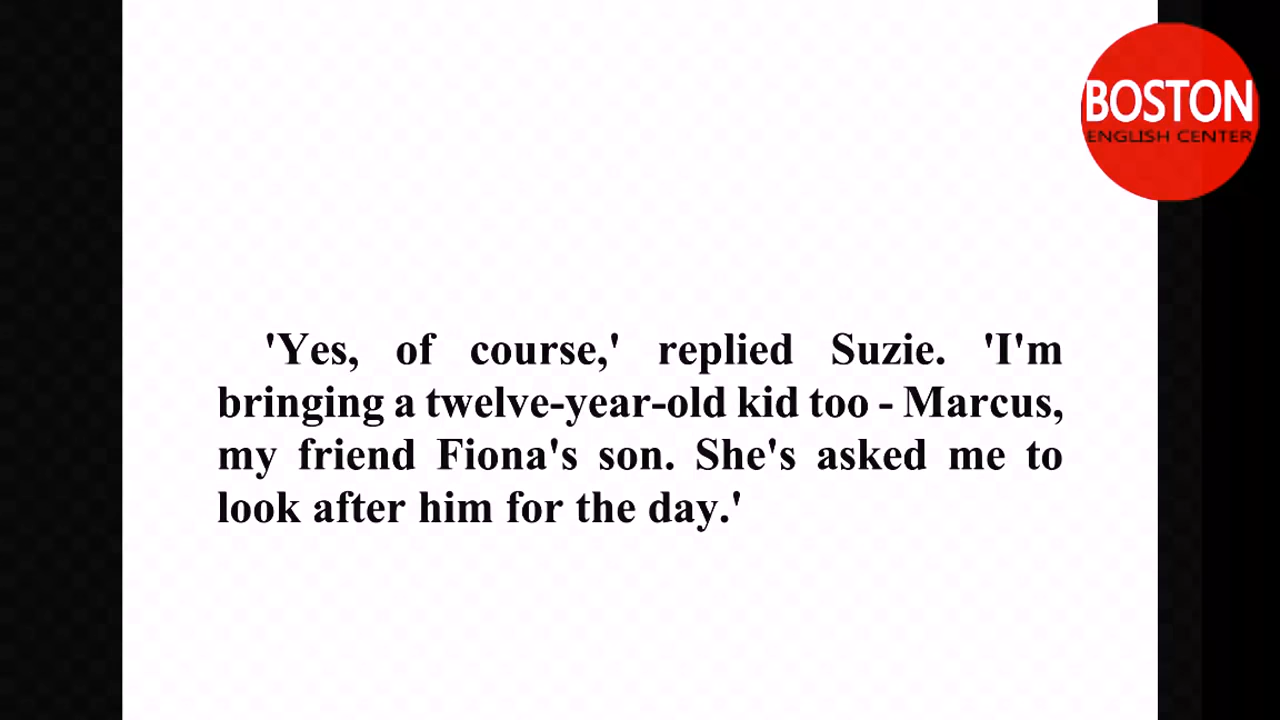 BOSTON
ENGLISH CENTER
'Yes, of course,' replied Suzie. 'I'm
bringing a twelve-year-old kid too - Marcus,
my friend Fiona's son. She's asked me to
look after him for the day.'